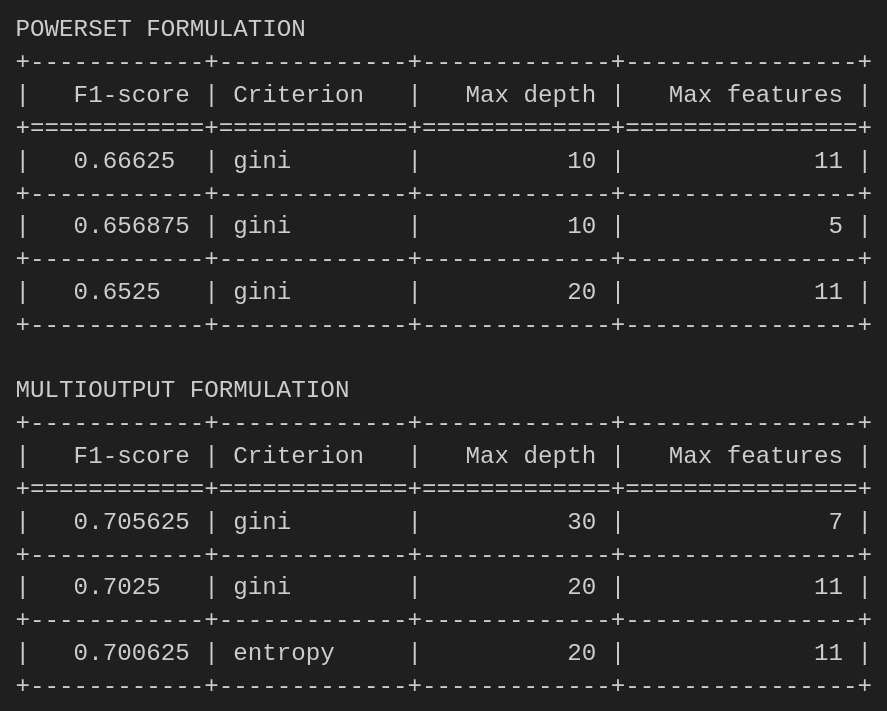 POWERSET FORMULATION
+------------+-------------+-------------+----------------+
|   F1-score | Criterion   |   Max depth |   Max features |
+============+=============+=============+================+
|   0.66625  | gini        |          10 |             11 |
+------------+-------------+-------------+----------------+
|   0.656875 | gini        |          10 |              5 |
+------------+-------------+-------------+----------------+
|   0.6525   | gini        |          20 |             11 |
+------------+-------------+-------------+----------------+

MULTIOUTPUT FORMULATION
+------------+-------------+-------------+----------------+
|   F1-score | Criterion   |   Max depth |   Max features |
+============+=============+=============+================+
|   0.705625 | gini        |          30 |              7 |
+------------+-------------+-------------+----------------+
|   0.7025   | gini        |          20 |             11 |
+------------+-------------+-------------+----------------+
|   0.700625 | entropy     |          20 |             11 |
+------------+-------------+-------------+----------------+